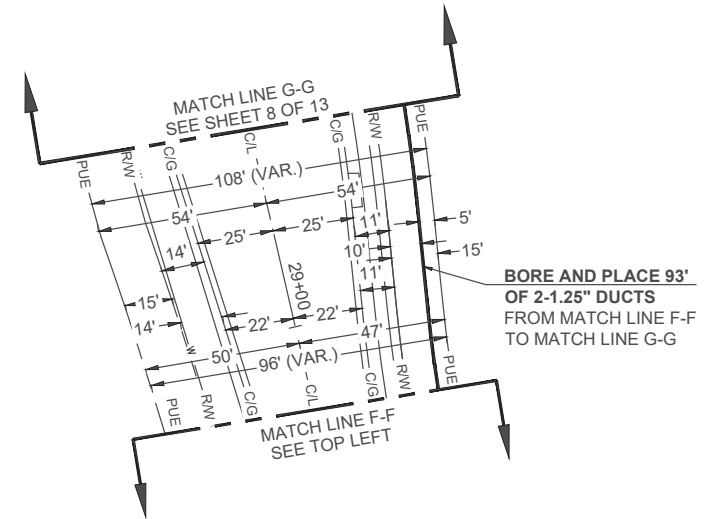 MATCH LINE G-G
SEE SHEET 8 OF 13
PUE
R/W
C/G
C/L
C/G
R/W
PUE
108' (VAR.)
54'
54'
25'
25'
11'
5'
14'
10'
15'
29+00
11'
15'
14'
22'
22'
W
50'
47'
96' (VAR.)
PUE
R/W
C/G
C/L
C/G
R/W
PUE
MATCH LINE F-F
SEE TOP LEFT
BORE AND PLACE 93'
OF 2-1.25" DUCTS
FROM MATCH LINE F-F
TO MATCH LINE G-G